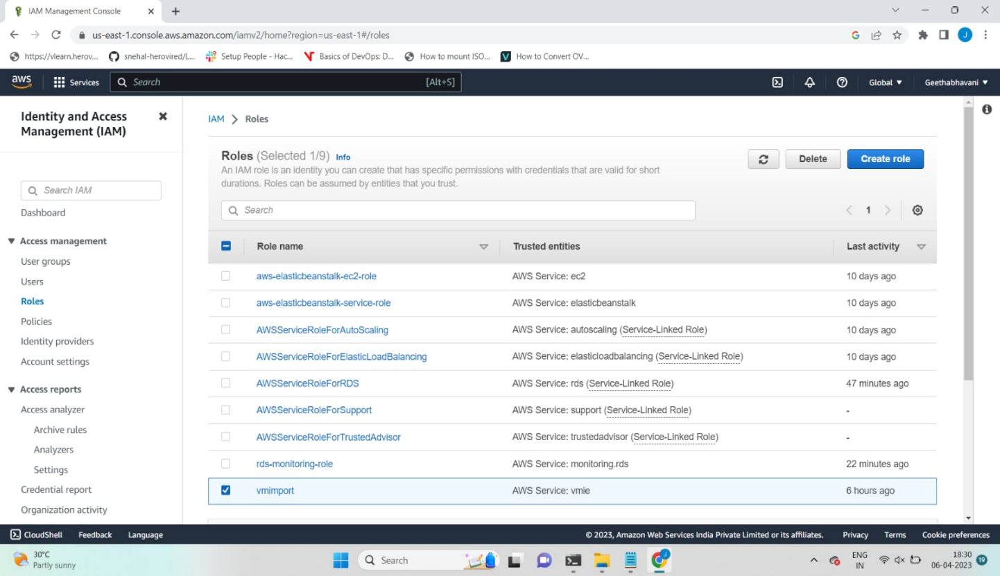 IAM Management Console
us-east-1.console.aws.amazon.com/iamv2/home?region=us-east-1#/roles
G
J
https://vlearn.herov...
snehal-herovired/L...
Setup People - Hac...
Basics of DevOps: D...
How to mount ISO...
How to Convert OV...
aws
Services
Search
[Alt+S]
Global
Geethabhavani
Identity and Access
Management (IAM)
Search IAM
Dashboard
Access management
User groups
Users
Roles
Policies
Identity providers
Account settings
Access reports
Access analyzer
Archive rules
Analyzers
Settings
Credential report
Organization activity
IAM > Roles
Roles (Selected 1/9) Info
An IAM role is an identity you can create that has specific permissions with credentials that are valid for short
durations. Roles can be assumed by entities that you trust.
Delete
Create role
Search
1
Role name Trusted entities Last activity
aws-elasticbeanstalk-ec2-role AWS Service: ec2 10 days ago
aws-elasticbeanstalk-service-role AWS Service: elasticbeanstalk 10 days ago
AWSServiceRoleForAutoScaling AWS Service: autoscaling (Service-Linked Role) 10 days ago
AWSServiceRoleForElasticLoadBalancing AWS Service: elasticloadbalancing (Service-Linked Role) 10 days ago
AWSServiceRoleForRDS AWS Service: rds (Service-Linked Role) 47 minutes ago
AWSServiceRoleForSupport AWS Service: support (Service-Linked Role) -
AWSServiceRoleForTrustedAdvisor AWS Service: trustedadvisor (Service-Linked Role) -
rds-monitoring-role AWS Service: monitoring.rds 22 minutes ago
vmimport AWS Service: vmie 6 hours ago
CloudShell Feedback Language
© 2023, Amazon Web Services India Private Limited or its affiliates. Privacy Terms Cookie preferences
30°C
Partly sunny
Search
J
ENG
IN
18:30
06-04-2023
19